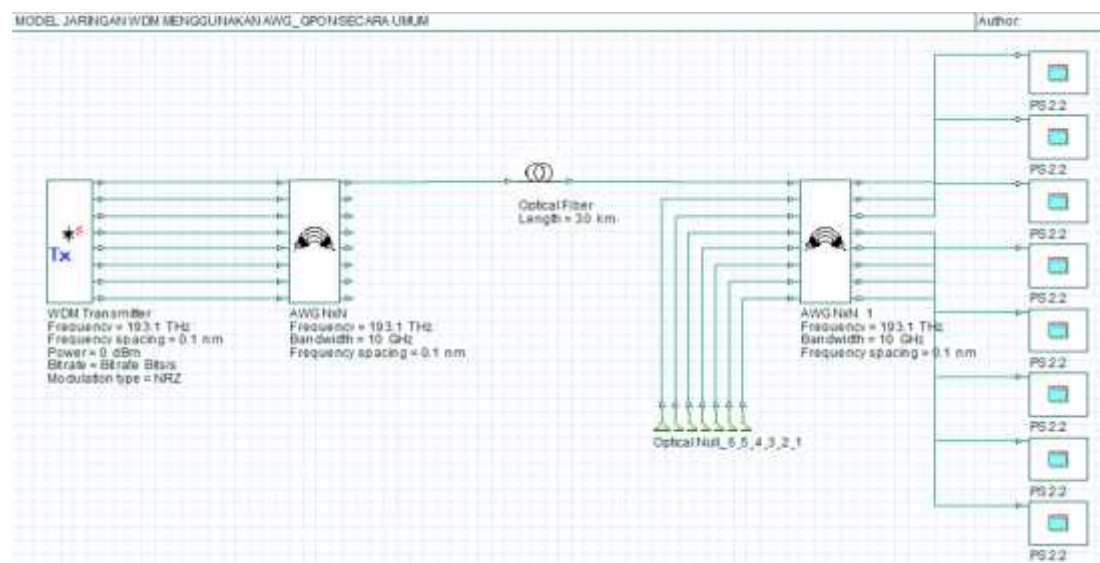 MODEL JARINGAN WDM MENGGUNAKAN AWG_GPON SECARA UMUM
Author:
Tx
s
WDM Transmitter
Frequency = 193.1 THz
Frequency spacing = 0.1 nm
Power = 0 dBm
Bitrate = Bitrate Bits/s
Modulation type = NRZ
AWG NxN
Frequency = 193.1 THz
Bandwidth = 10 GHz
Frequency spacing = 0.1 nm
Optical Fiber
Length = 30 km
Optical Null_6_5_4_3_2_1
AWG NxN_1
Frequency = 193.1 THz
Bandwidth = 10 GHz
Frequency spacing = 0.1 nm
PS 2.2
PS 2.2
PS 2.2
PS 2.2
PS 2.2
PS 2.2
PS 2.2
PS 2.2